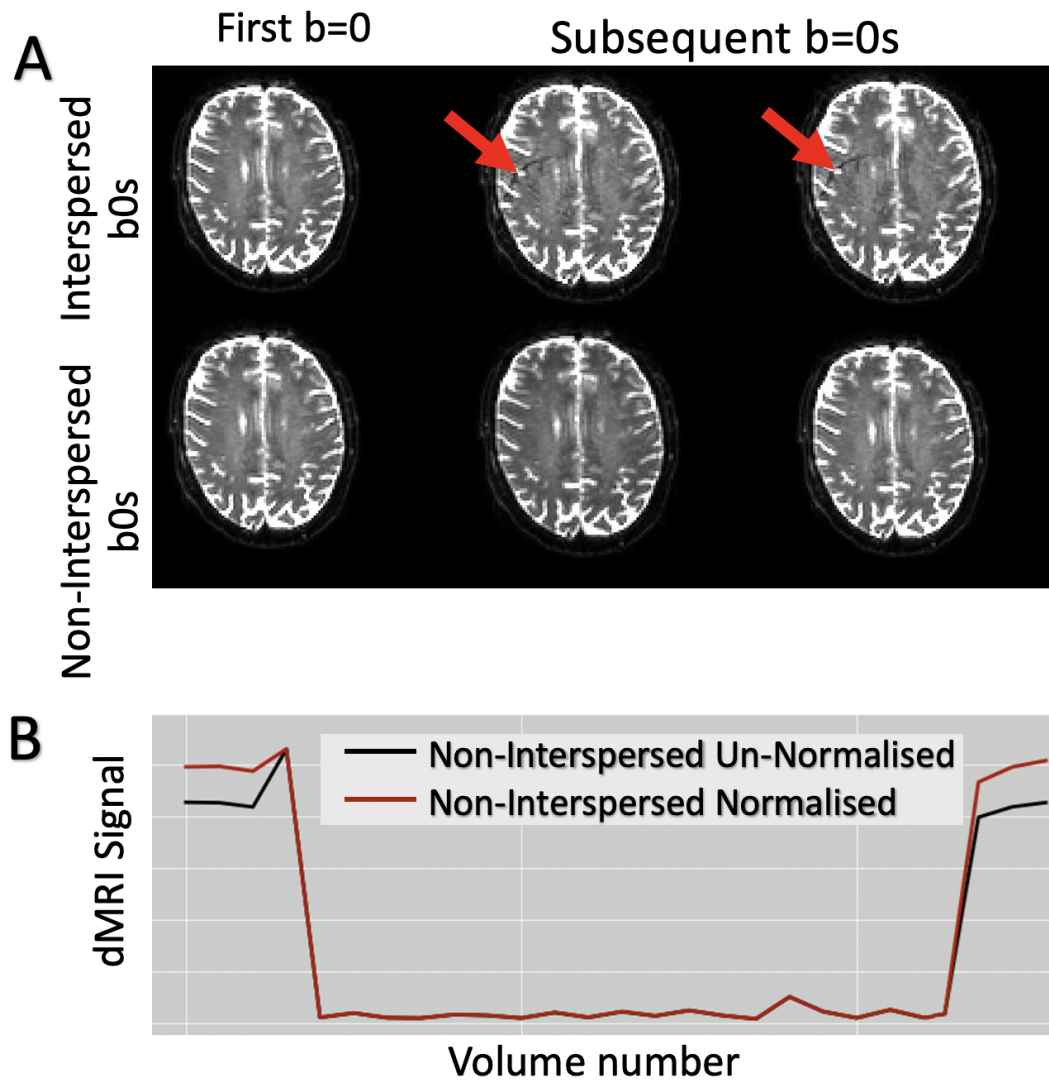 A
First b=0
Subsequent b=0s
Interspersed
b0s
Non-Interspersed
b0s
B
dMRI Signal
Non-Interspersed Un-Normalised
Non-Interspersed Normalised
Volume number